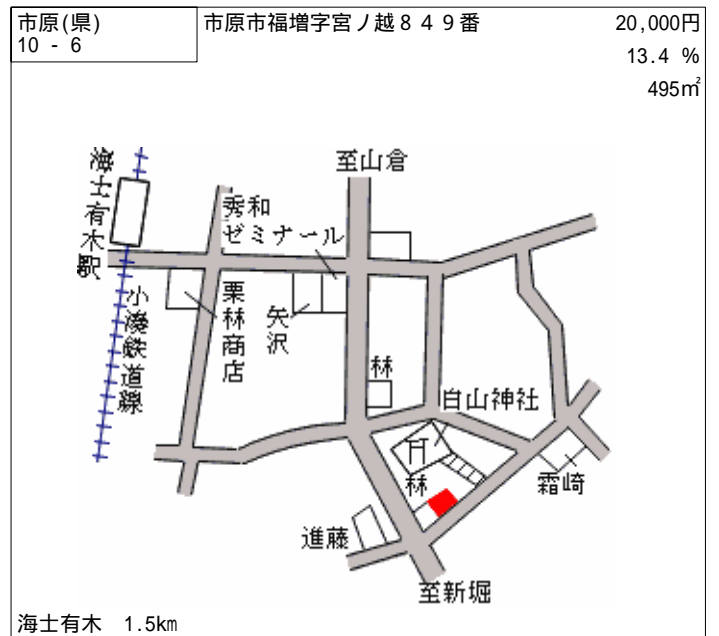 市原(県)
10 - 6
市原市福増字宮ノ越８４９番
20,000円
13.4 %
495㎡
海士有木駅
小湊鉄道線
秀和
ゼミナール
至山倉
栗林商店
矢沢
林
白山神社
林
霜崎
進藤
至新堀
海士有木 1.5km